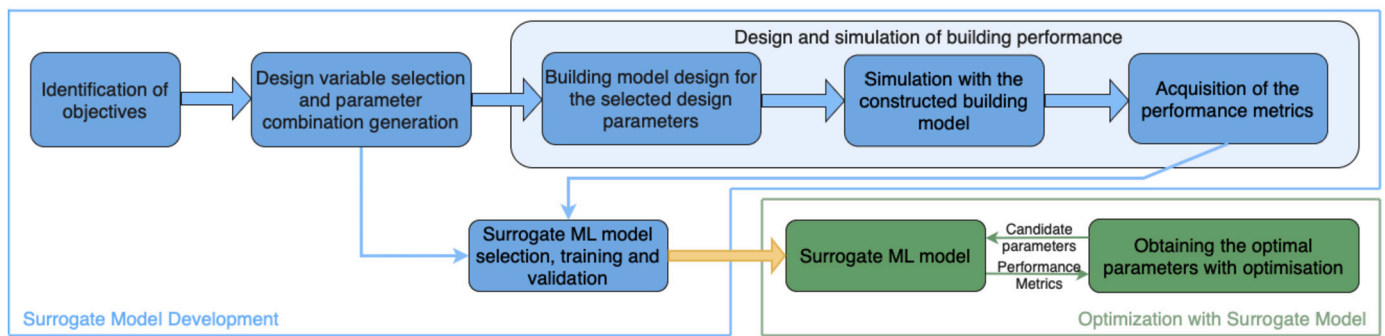 Design and simulation of building performance
Identification of
objectives
Design variable selection
and parameter
combination generation
Building model design for
the selected design
parameters
Simulation with the
constructed building
model
Acquisition of the
performance metrics
Surrogate ML model
selection, training and
validation
Surrogate ML model
Candidate
parameters
Performance
Metrics
Obtaining the optimal
parameters with optimisation
Surrogate Model Development
Optimization with Surrogate Model